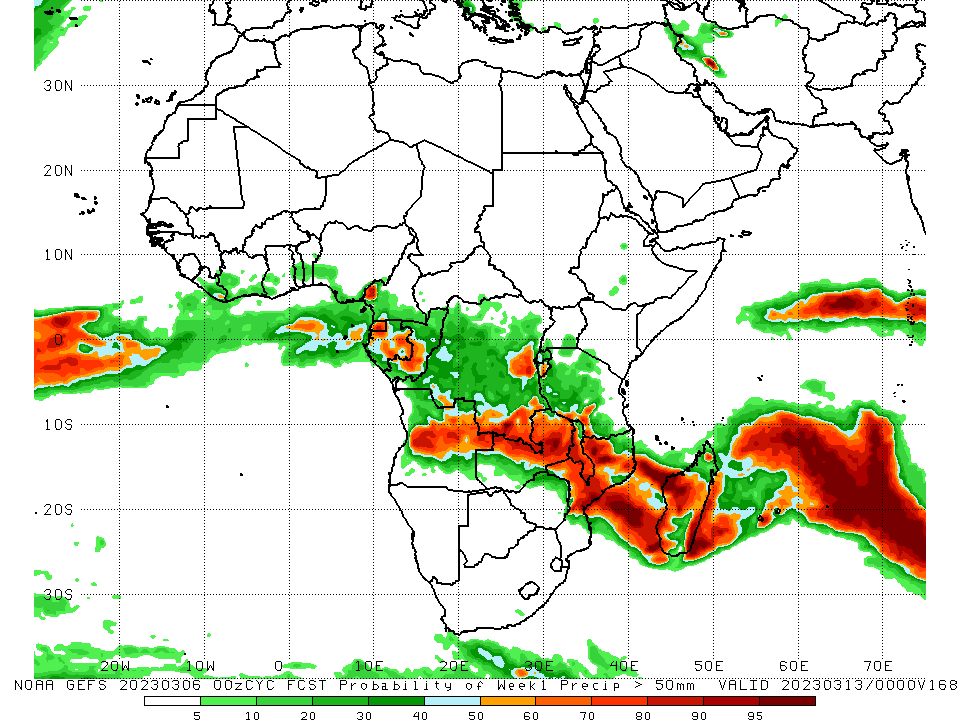 30N
20N
10N
0
10S
20S
30S
20W 10W 0 10E 20E 30E 40E 50E 60E 70E
NOAA GEFS 20230306 00zCYC FCST Probability of Week1 Precip > 50mm VALID 20230313/0000V168
5 10 20 30 40 50 60 70 80 90 95